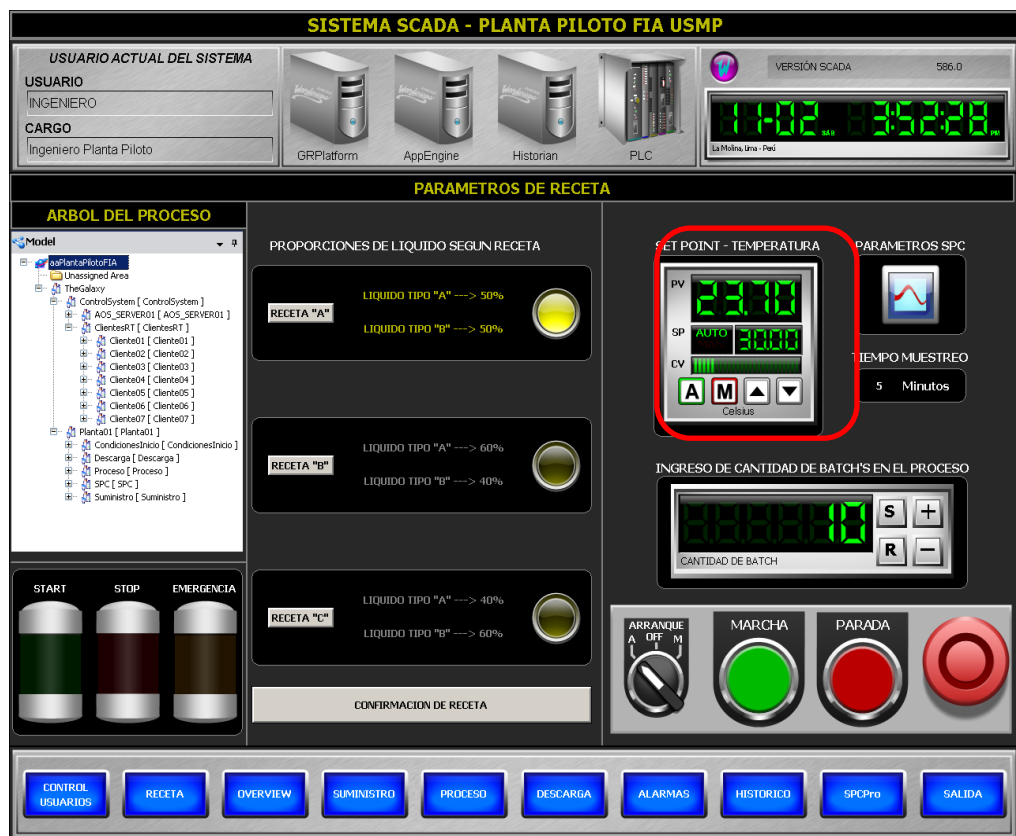 SISTEMA SCADA - PLANTA PILOTO FIA USMP
USUARIO ACTUAL DEL SISTEMA
USUARIO
INGENIERO
CARGO
Ingeniero Planta Piloto
GRPlatform
AppEngine
Historian
PLC
VERSIÓN SCADA 586.0
11-02 3:52:28 PM
La Molina, Lima - Perú
PARAMETROS DE RECETA
ARBOL DEL PROCESO
Model
aaPlantaPilotoFIA
Unassigned Area
TheGalaxy
ControlSystem [ ControlSystem ]
AOS_SERVER01 [ AOS_SERVER01 ]
ClientesRT [ ClientesRT ]
Cliente01 [ Cliente01 ]
Cliente02 [ Cliente02 ]
Cliente03 [ Cliente03 ]
Cliente04 [ Cliente04 ]
Cliente05 [ Cliente05 ]
Cliente06 [ Cliente06 ]
Cliente07 [ Cliente07 ]
Planta01 [ Planta01 ]
CondicionesInicio [ CondicionesInicio ]
Descarga [ Descarga ]
Proceso [ Proceso ]
SPC [ SPC ]
Suministro [ Suministro ]
START
STOP
EMERGENCIA
PROPORCIONES DE LIQUIDO SEGUN RECETA
RECETA "A"
LIQUIDO TIPO "A" ---> 50%
LIQUIDO TIPO "B" ---> 50%
RECETA "B"
LIQUIDO TIPO "A" ---> 60%
LIQUIDO TIPO "B" ---> 40%
RECETA "C"
LIQUIDO TIPO "A" ---> 40%
LIQUIDO TIPO "B" ---> 60%
CONFIRMACION DE RECETA
SET POINT - TEMPERATURA
PV 23.70
SP AUTO 30.00
CV
A M
Celsius
PARAMETROS SPC
TIEMPO MUESTREO
5 Minutos
INGRESO DE CANTIDAD DE BATCH'S EN EL PROCESO
10
S +
R -
CANTIDAD DE BATCH
ARRANQUE
A OFF M
MARCHA
PARADA
CONTROL
USUARIOS
RECETA
OVERVIEW
SUMINISTRO
PROCESO
DESCARGA
ALARMAS
HISTORICO
SPCPro
SALIDA